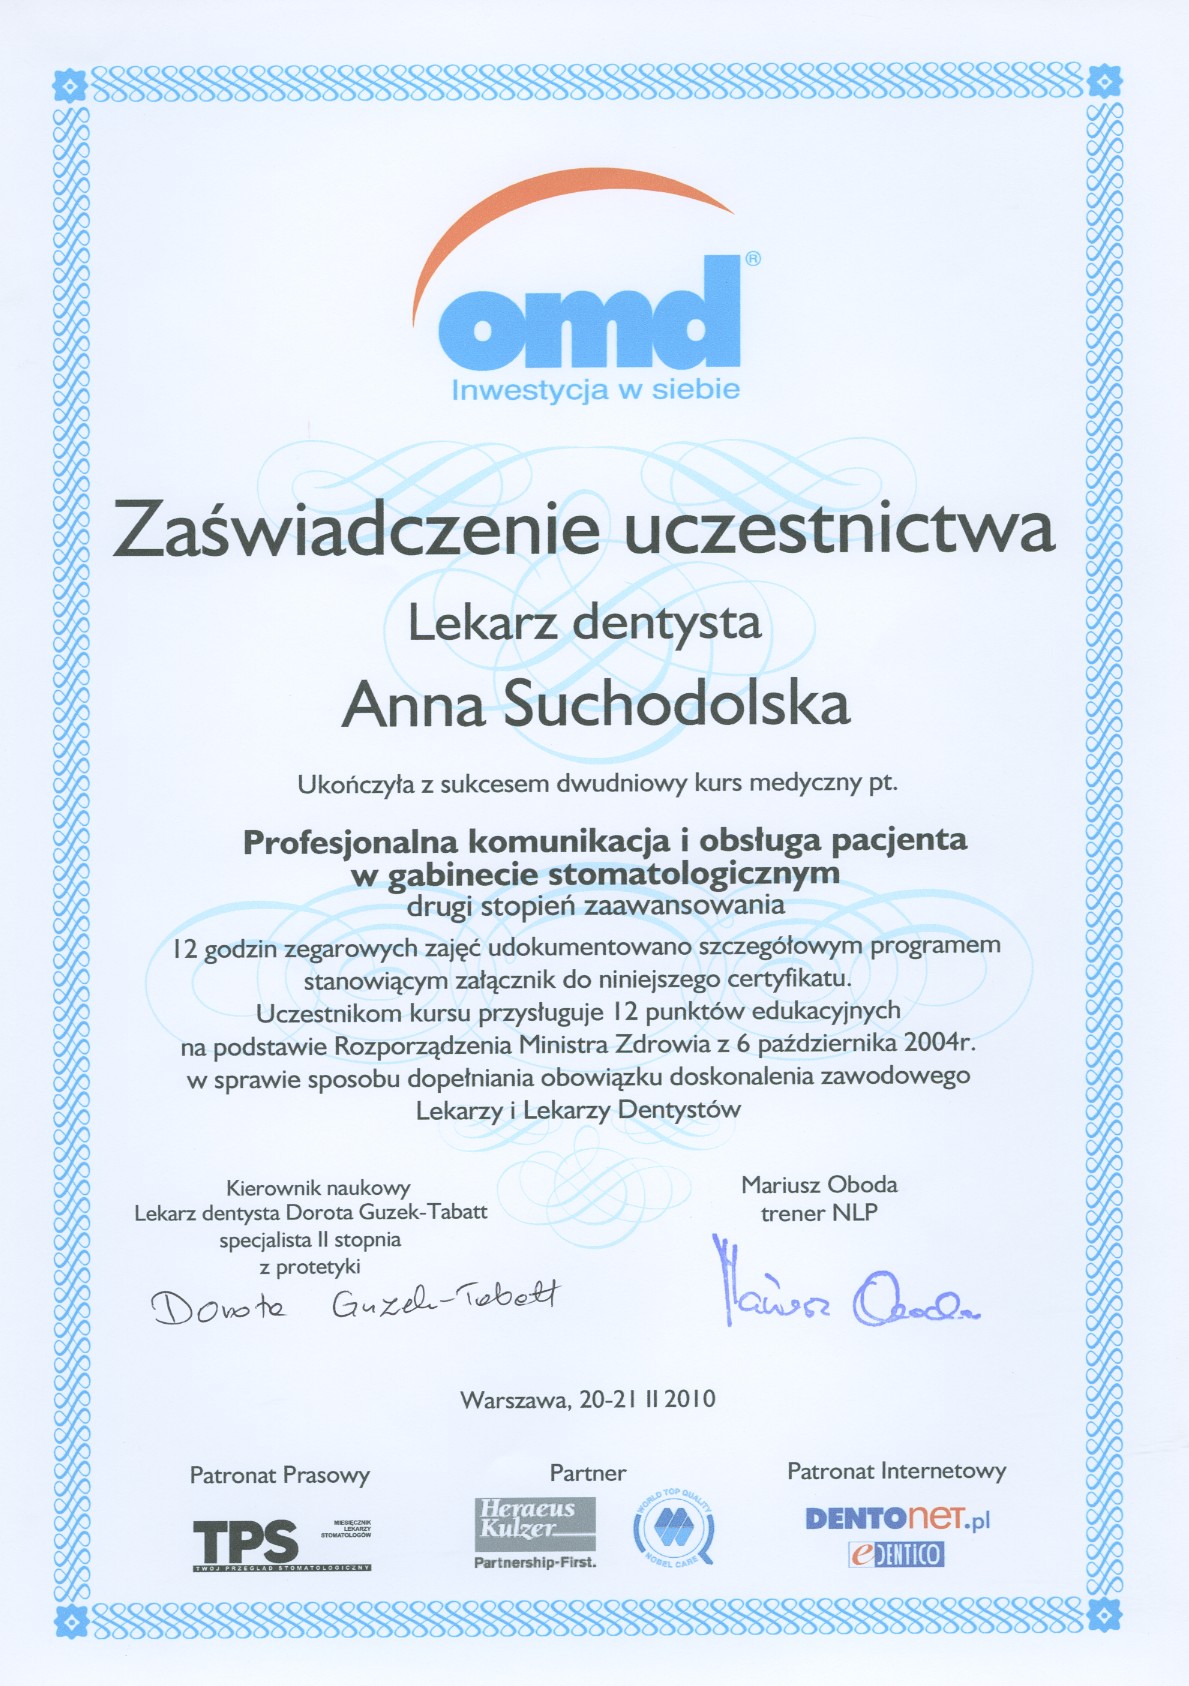 omd®
Inwestycja w siebie
Zaświadczenie uczestnictwa
Lekarz dentysta
Anna Suchodolska
Ukończyła z sukcesem dwudniowy kurs medyczny pt.
Profesjonalna komunikacja i obsługa pacjenta
w gabinecie stomatologicznym
drugi stopień zaawansowania
12 godzin zegarowych zajęć udokumentowano szczegółowym programem
stanowiącym załącznik do niniejszego certyfikatu.
Uczestnikom kursu przysługuje 12 punktów edukacyjnych
na podstawie Rozporządzenia Ministra Zdrowia z 6 października 2004r.
w sprawie sposobu dopełniania obowiązku doskonalenia zawodowego
Lekarzy i Lekarzy Dentystów
Kierownik naukowy
Lekarz dentysta Dorota Guzek-Tabatt
specjalista II stopnia
z protetyki
Dorota Guzek-Tabatt
Mariusz Oboda
trener NLP
Mariusz Oboda
Warszawa, 20-21 II 2010
Patronat Prasowy
TPS
MIESIĘCZNIK
LEKARZY
STOMATOLOGÓW
TWÓJ PRZEGLĄD STOMATOLOGICZNY
Partner
Heraeus
Kulzer
Partnership-First.
WORLD TOP QUALITY
NOBEL CARE
Patronat Internetowy
DENTONET.pl
eDENTICO